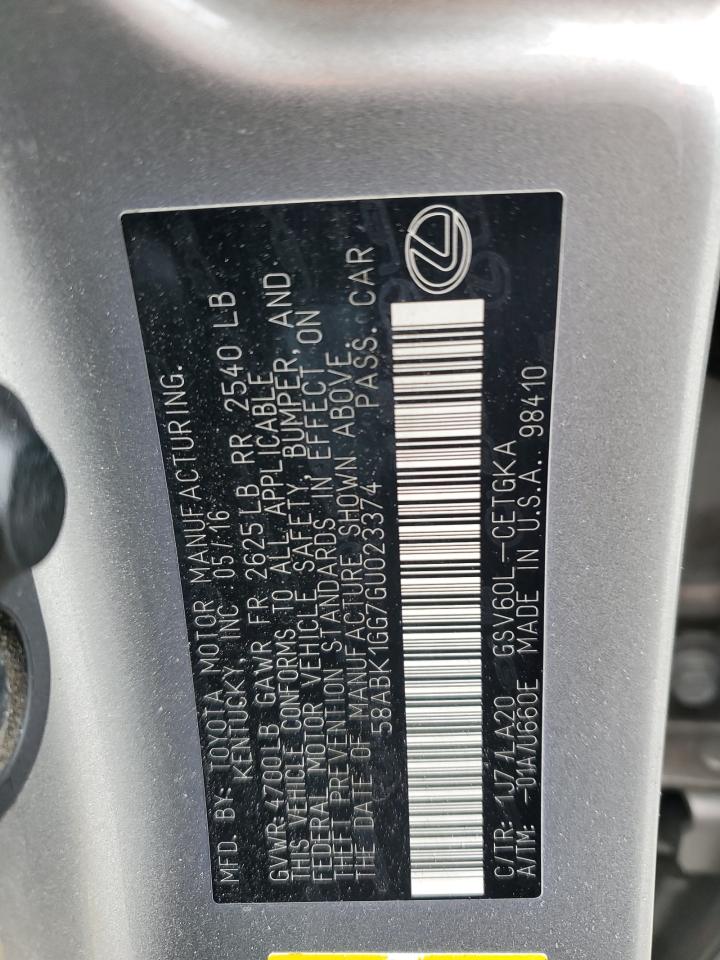 MFD. BY: TOYOTA MOTOR MANUFACTURING.
KENTUCKY, INC 05/16
GVWR 4700LB GAWR FR 2625LB RR 2540 LB
THIS VEHICLE CONFORMS TO ALL APPLICABLE
FEDERAL MOTOR VEHICLE SAFETY, BUMPER, AND
THEFT PREVENTION STANDARDS IN EFFECT ON
THE DATE OF MANUFACTURE SHOWN ABOVE.
58ABK1GG7GU023374 PASS. CAR
C/TR: 1J7/LA20 GSV60L-CETGKA
A/TM: -01A/U660E MADE IN U.S.A. 98410